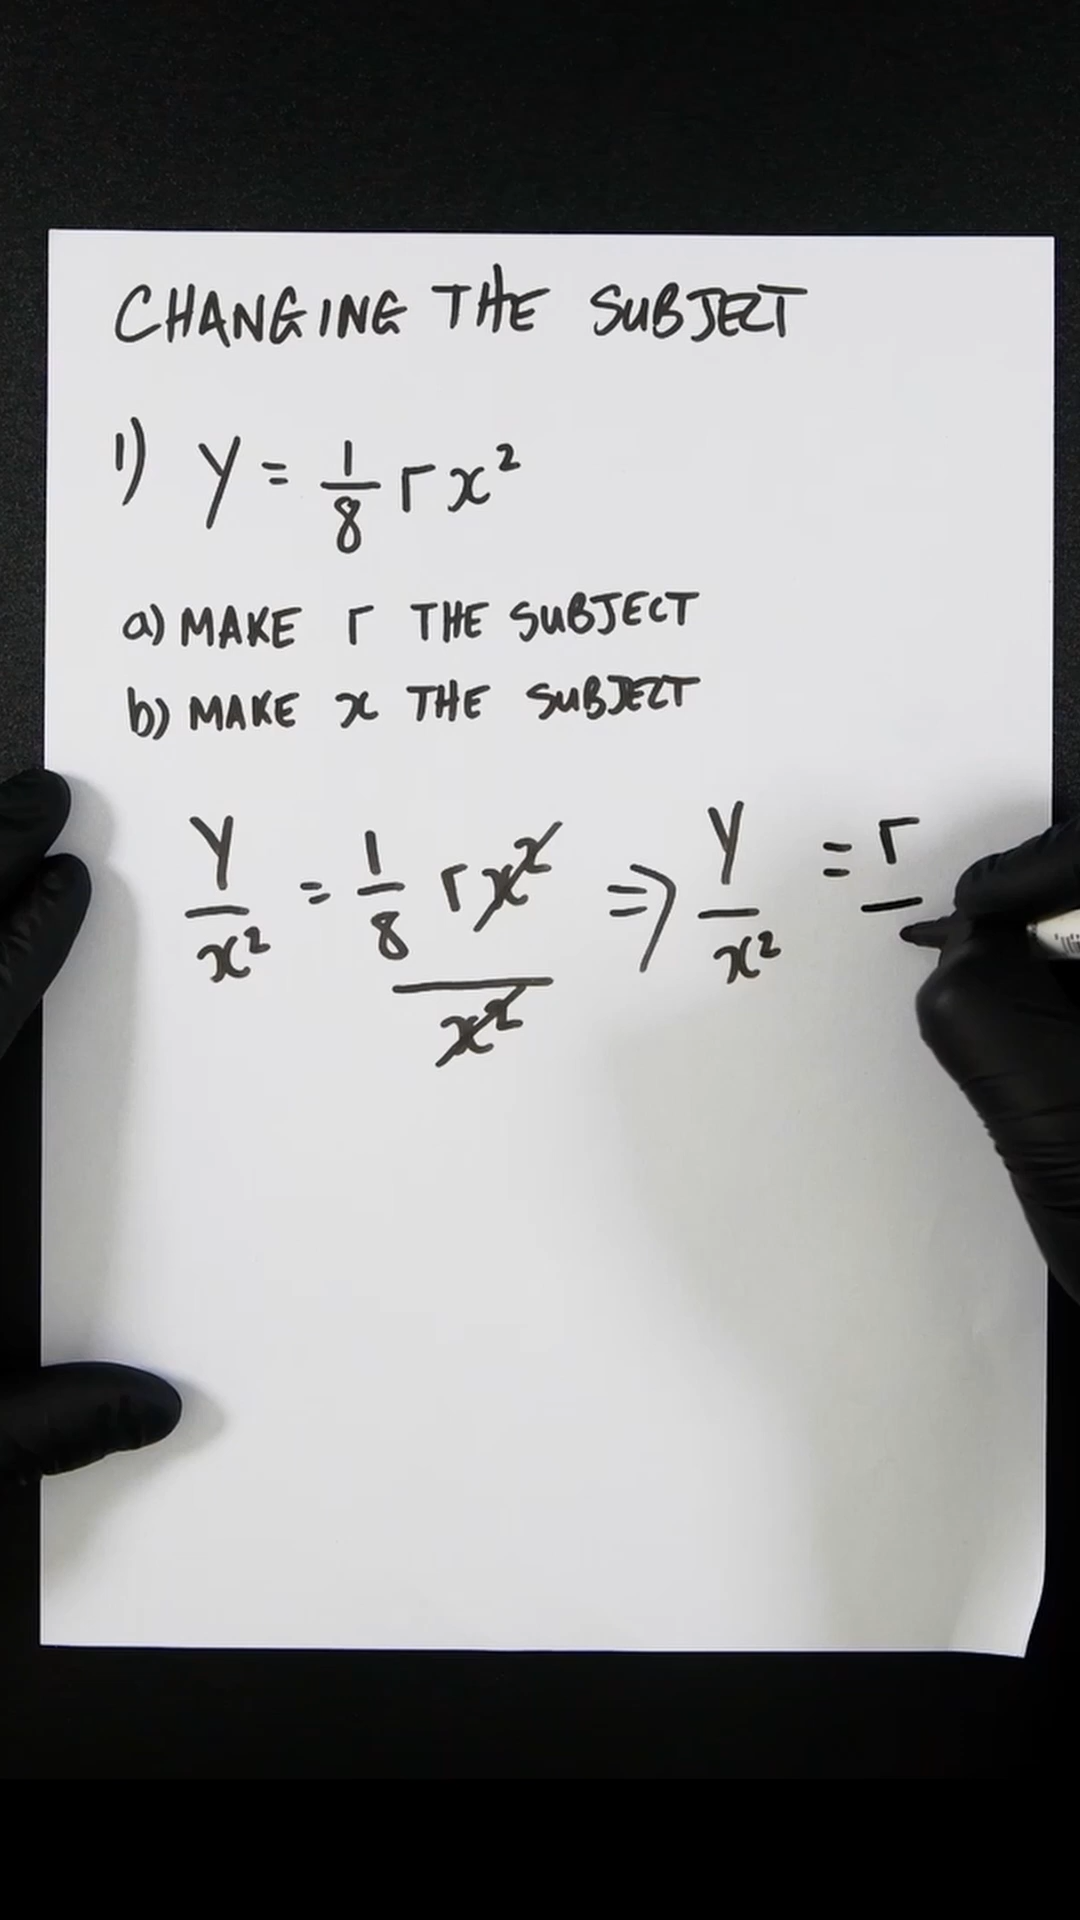 CHANGING THE SUBJECT
1) y = 1/8 r x²
a) MAKE r THE SUBJECT
b) MAKE x THE SUBJECT
y/x² = 1/8 r x² / x² => y/x² = r/